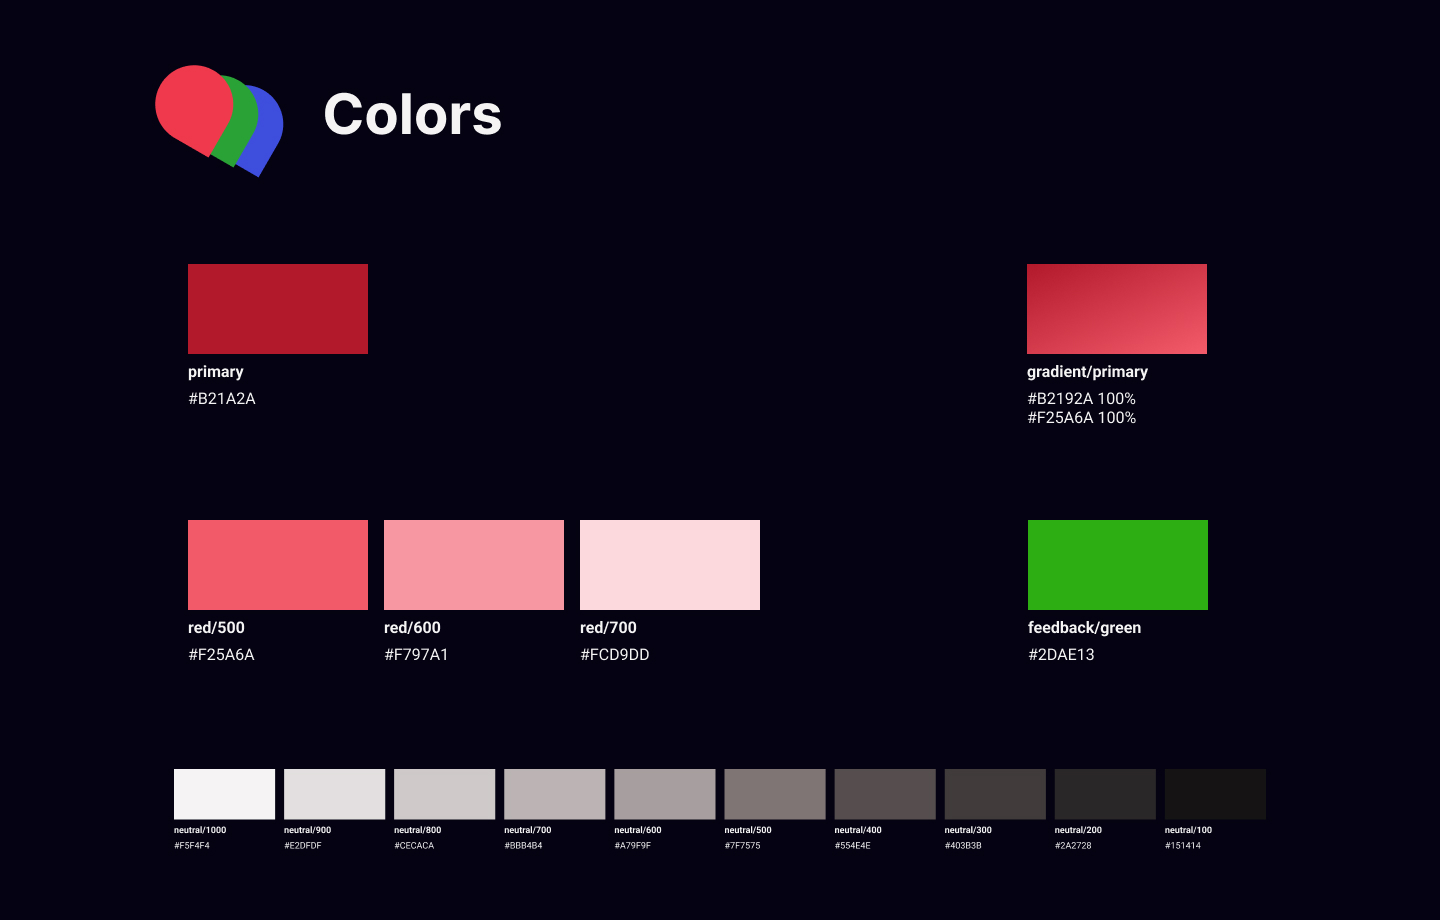 Colors
primary
#B21A2A
gradient/primary
#B2192A 100%
#F25A6A 100%
red/500
#F25A6A
red/600
#F797A1
red/700
#FCD9DD
feedback/green
#2DAE13
neutral/1000
#F5F4F4
neutral/900
#E2DFDF
neutral/800
#CECACA
neutral/700
#BBB4B4
neutral/600
#A79F9F
neutral/500
#7F7575
neutral/400
#554E4E
neutral/300
#403B3B
neutral/200
#2A2728
neutral/100
#151414